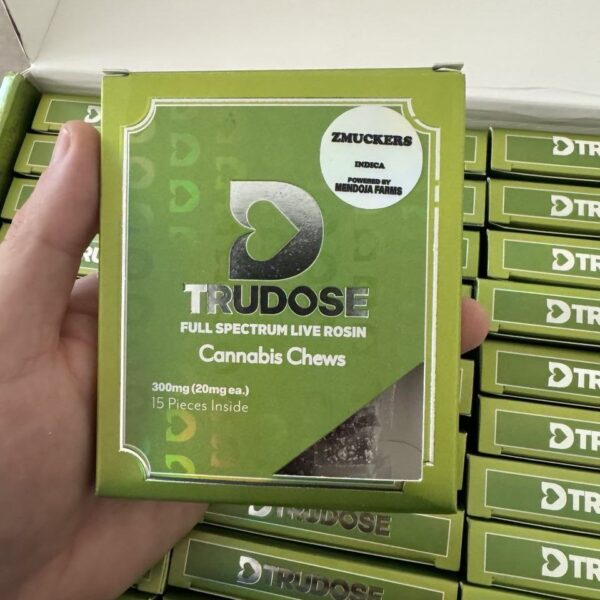 ZMUCKERS
INDICA
POWERED BY
MENDOJA FARMS
TRUDOSE
FULL SPECTRUM LIVE ROSIN
Cannabis Chews
300mg (20mg ea.)
15 Pieces Inside
TRUDOSE
TRUDOSE